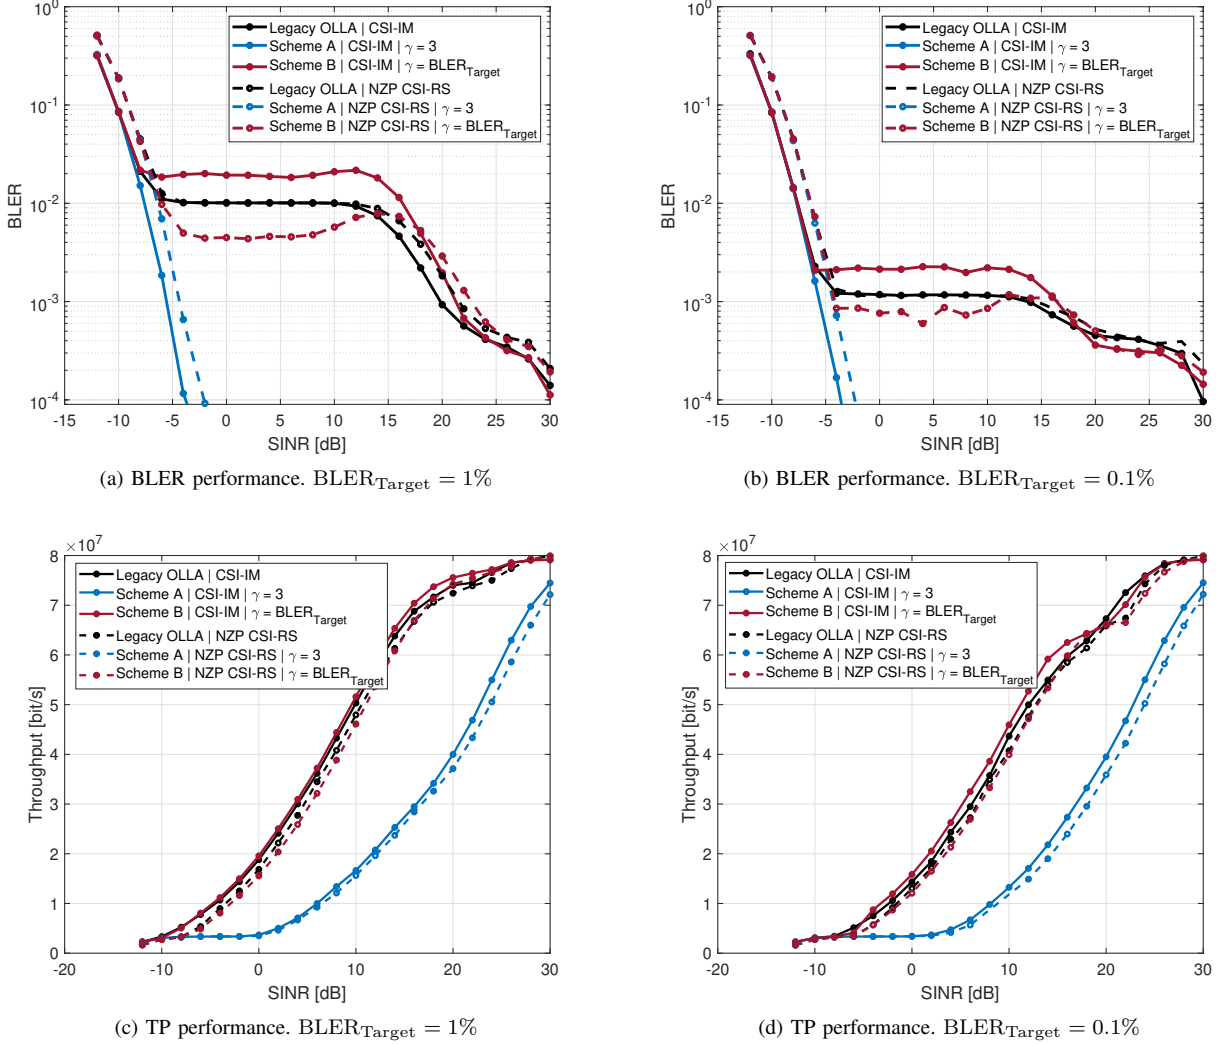 10^0
10^-1
10^-2
10^-3
10^-4
BLER
-15 -10 -5 0 5 10 15 20 25 30
SINR [dB]
Legacy OLLA | CSI-IM
Scheme A | CSI-IM | γ = 3
Scheme B | CSI-IM | γ = BLER_Target
Legacy OLLA | NZP CSI-RS
Scheme A | NZP CSI-RS | γ = 3
Scheme B | NZP CSI-RS | γ = BLER_Target
(a) BLER performance. BLER_Target = 1%
10^0
10^-1
10^-2
10^-3
10^-4
BLER
-15 -10 -5 0 5 10 15 20 25 30
SINR [dB]
Legacy OLLA | CSI-IM
Scheme A | CSI-IM | γ = 3
Scheme B | CSI-IM | γ = BLER_Target
Legacy OLLA | NZP CSI-RS
Scheme A | NZP CSI-RS | γ = 3
Scheme B | NZP CSI-RS | γ = BLER_Target
(b) BLER performance. BLER_Target = 0.1%
×10^7
8
7
6
5
4
3
2
1
0
Throughput [bit/s]
-20 -10 0 10 20 30
SINR [dB]
Legacy OLLA | CSI-IM
Scheme A | CSI-IM | γ = 3
Scheme B | CSI-IM | γ = BLER_Target
Legacy OLLA | NZP CSI-RS
Scheme A | NZP CSI-RS | γ = 3
Scheme B | NZP CSI-RS | γ = BLER_Target
(c) TP performance. BLER_Target = 1%
×10^7
8
7
6
5
4
3
2
1
0
Throughput [bit/s]
-20 -10 0 10 20 30
SINR [dB]
Legacy OLLA | CSI-IM
Scheme A | CSI-IM | γ = 3
Scheme B | CSI-IM | γ = BLER_Target
Legacy OLLA | NZP CSI-RS
Scheme A | NZP CSI-RS | γ = 3
Scheme B | NZP CSI-RS | γ = BLER_Target
(d) TP performance. BLER_Target = 0.1%